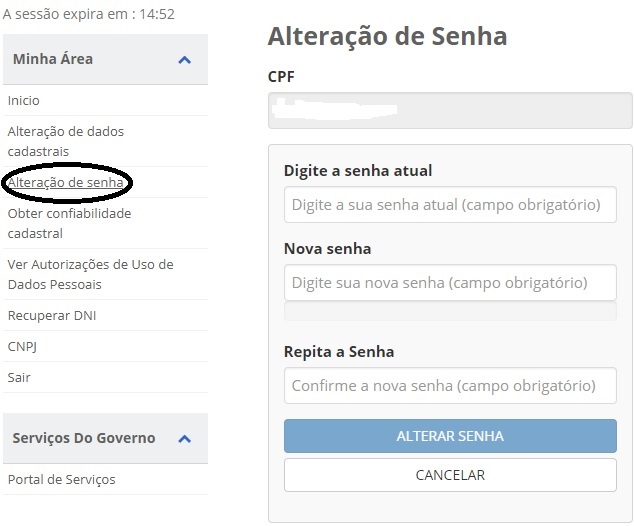 A sessão expira em : 14:52
Minha Área
Inicio
Alteração de dados
cadastrais
Alteração de senha
Obter confiabilidade
cadastral
Ver Autorizações de Uso de
Dados Pessoais
Recuperar DNI
CNPJ
Sair
Serviços Do Governo
Portal de Serviços
Alteração de Senha
CPF
Digite a senha atual
Digite a sua senha atual (campo obrigatório)
Nova senha
Digite sua nova senha (campo obrigatório)
Repita a Senha
Confirme a nova senha (campo obrigatório)
ALTERAR SENHA
CANCELAR